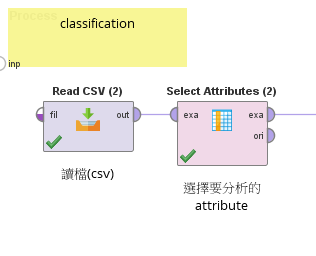 Process
classification
inp
Read CSV (2)
Select Attributes (2)
fil
out
exa
exa
ori
讀檔(csv)
選擇要分析的
attribute